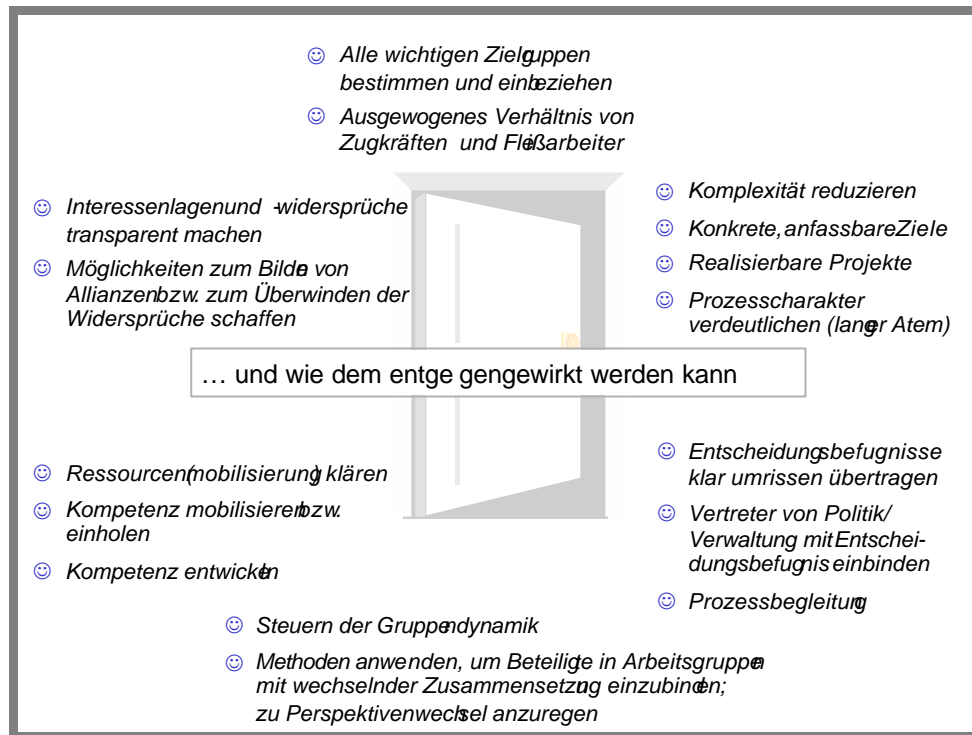 Alle wichtigen Zielgruppen
bestimmen und einbeziehen
Ausgewogenes Verhältnis von
Zugkräften und Fleißarbeiter
Interessenlagen und -widersprüche
transparent machen
Möglichkeiten zum Bilden von
Allianzen bzw. zum Überwinden der
Widersprüche schaffen
Komplexität reduzieren
Konkrete, anfassbare Ziele
Realisierbare Projekte
Prozesscharakter
verdeutlichen (langer Atem)
… und wie dem entge gengewirkt werden kann
Ressourcen(mobilisierung) klären
Kompetenz mobilisieren bzw.
einholen
Kompetenz entwickeln
Entscheidungsbefugnisse
klar umrissen übertragen
Vertreter von Politik/
Verwaltung mit Entschei-
dungsbefugnis einbinden
Prozessbegleitung
Steuern der Gruppendynamik
Methoden anwenden, um Beteiligte in Arbeitsgruppen
mit wechselnder Zusammensetzung einzubinden;
zu Perspektivenwechsel anzuregen